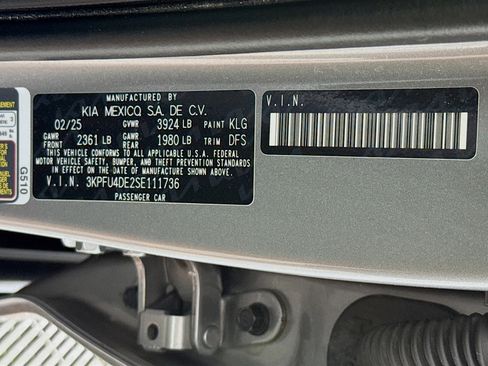 MANUFACTURED BY
KIA MEXICO, S.A. DE C.V.
02/25 GVWR 3924 LB PAINT KLG
GAWR FRONT 2361 LB GAWR REAR 1980 LB TRIM DFS
THIS VEHICLE CONFORMS TO ALL APPLICABLE U.S.A. FEDERAL
MOTOR VEHICLE SAFETY, BUMPER, AND THEFT PREVENTION STANDARDS
IN EFFECT ON THE DATE OF MANUFACTURE SHOWN ABOVE.
V.I.N. 3KPFU4DE2SE111736
PASSENGER CAR
V.I.N.
G510